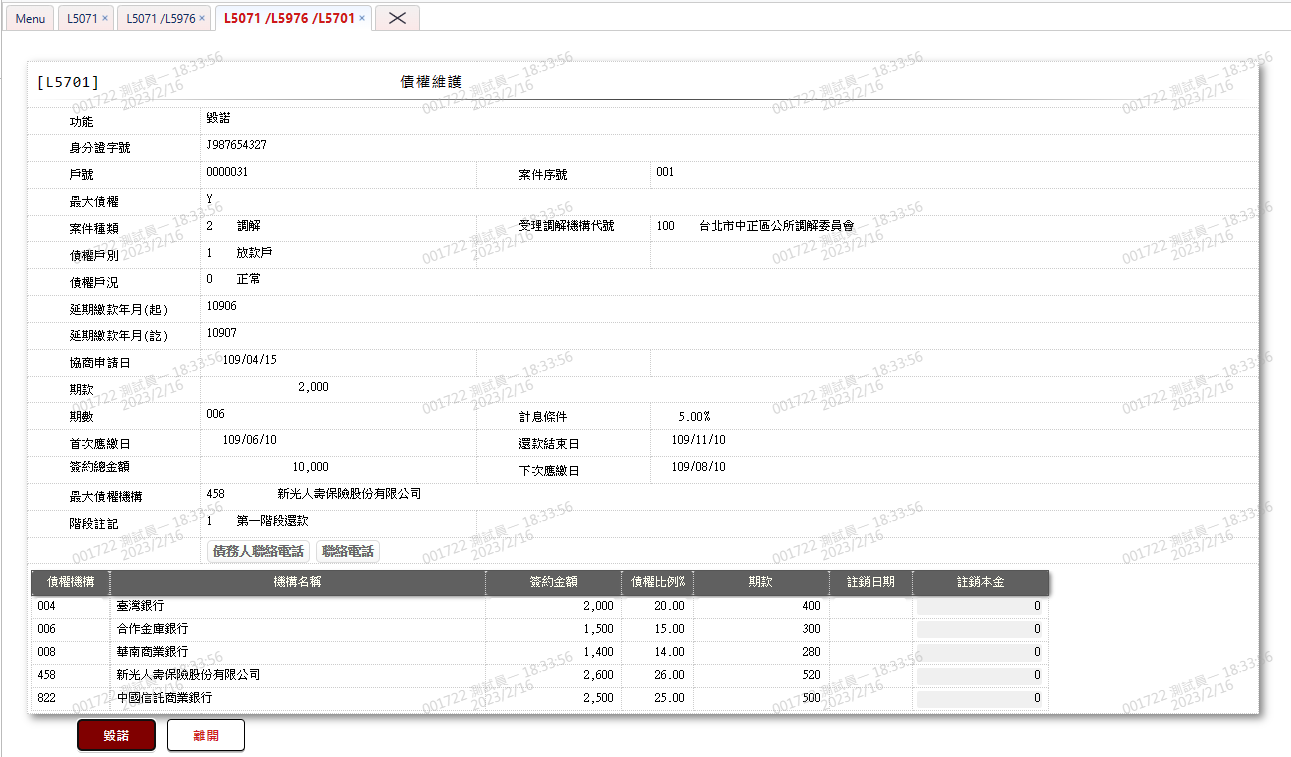 Menu L5071 × L5071 /L5976 × L5071 /L5976 /L5701 ×
[L5701] 債權維護
功能 毀諾
身分證字號 J987654327
戶號 0000031 案件序號 001
最大債權 Y
案件種類 2 調解 受理調解機構代號 100 台北市中正區公所調解委員會
債權戶別 1 放款戶
債權戶況 0 正常
延期繳款年月(起) 10906
延期繳款年月(訖) 10907
協商申請日 109/04/15
期款 2,000
期數 006 計息條件 5.00%
首次應繳日 109/06/10 還款結束日 109/11/10
簽約總金額 10,000 下次應繳日 109/08/10
最大債權機構 458 新光人壽保險股份有限公司
階段註記 1 第一階段還款
債務人聯絡電話 聯絡電話
債權機構 機構名稱 簽約金額 債權比例% 期款 註銷日期 註銷本金
004 臺灣銀行 2,000 20.00 400 0
006 合作金庫銀行 1,500 15.00 300 0
008 華南商業銀行 1,400 14.00 280 0
458 新光人壽保險股份有限公司 2,600 26.00 520 0
822 中國信託商業銀行 2,500 25.00 500 0
毀諾 離開
001722 測試員一 18:33:56
2023/2/16